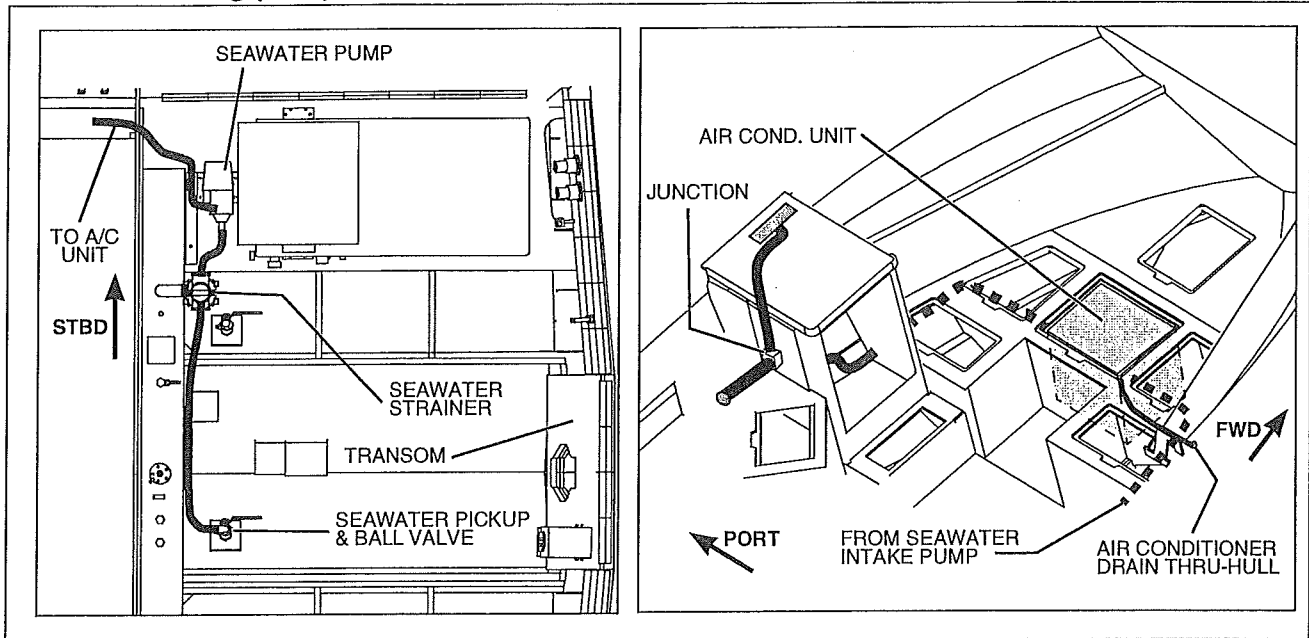 SEAWATER PUMP
TO A/C
UNIT
STBD
SEAWATER
STRAINER
TRANSOM
SEAWATER PICKUP
& BALL VALVE
AIR COND. UNIT
JUNCTION
FWD
PORT
FROM SEAWATER
INTAKE PUMP
AIR CONDITIONER
DRAIN THRU-HULL